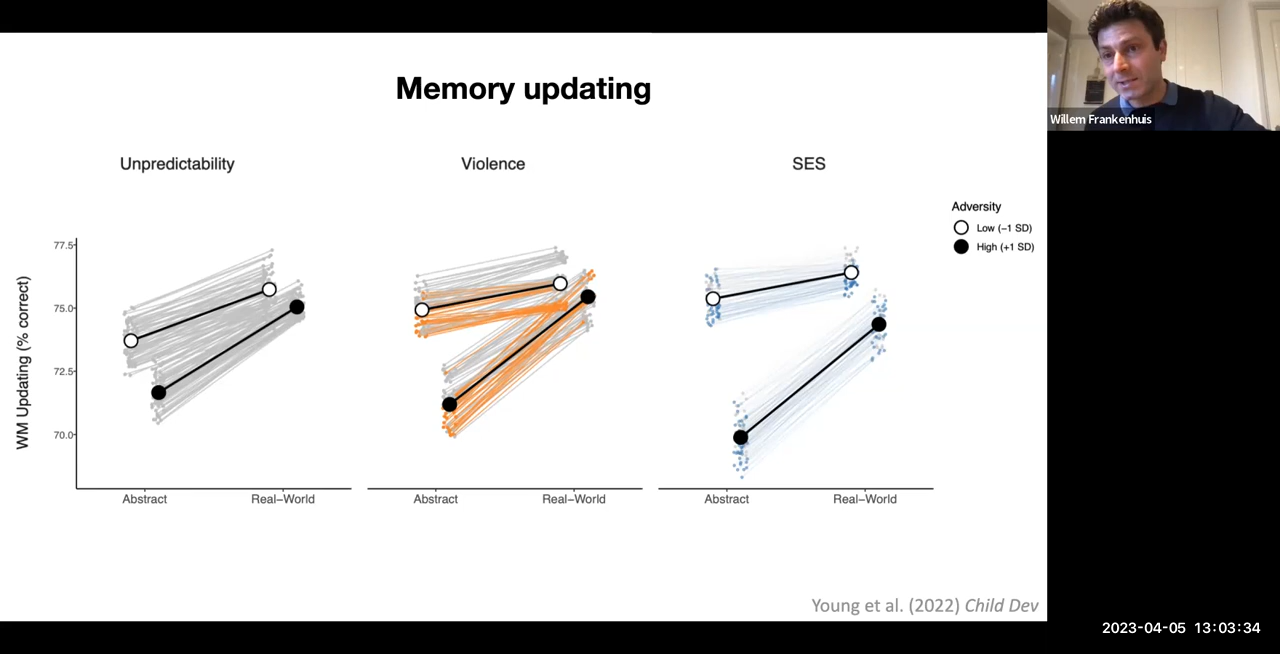 Memory updating
Willem Frankenhuis
Unpredictability
Violence
SES
Adversity
Low (−1 SD)
High (+1 SD)
WM Updating (% correct)
77.5
75.0
72.5
70.0
Abstract
Real−World
Abstract
Real−World
Abstract
Real−World
Young et al. (2022) Child Dev
2023-04-05 13:03:34